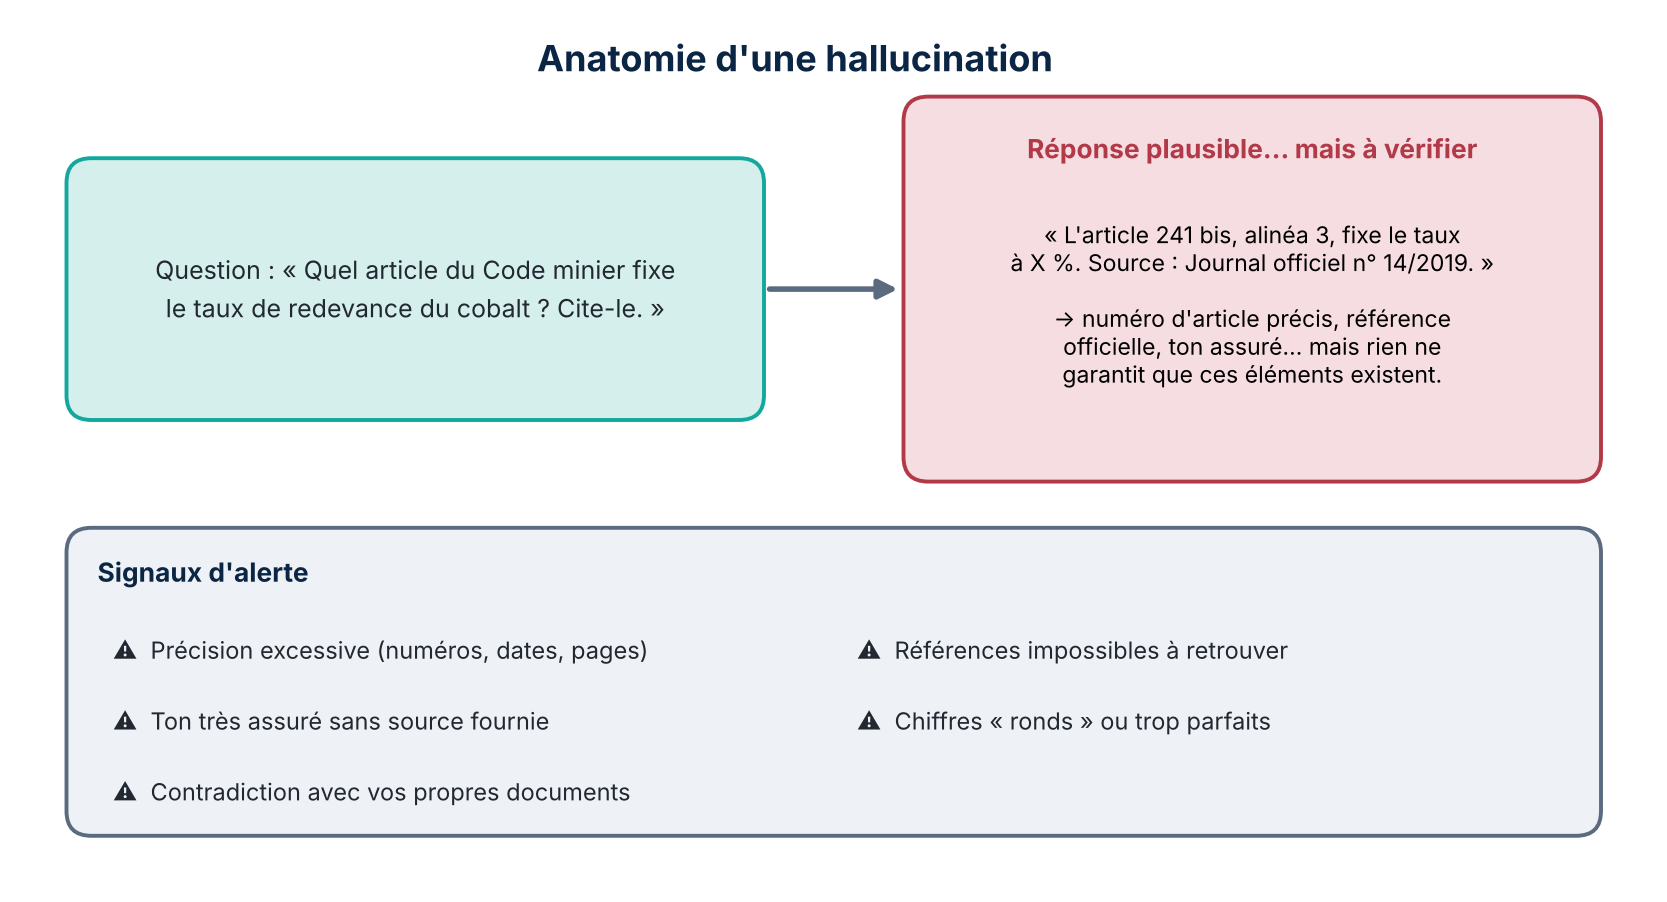 Anatomie d'une hallucination
Question : « Quel article du Code minier fixe
le taux de redevance du cobalt ? Cite-le. »
Réponse plausible… mais à vérifier
« L'article 241 bis, alinéa 3, fixe le taux
à X %. Source : Journal officiel n° 14/2019. »
→ numéro d'article précis, référence
officielle, ton assuré… mais rien ne
garantit que ces éléments existent.
Signaux d'alerte
⚠ Précision excessive (numéros, dates, pages)
⚠ Références impossibles à retrouver
⚠ Ton très assuré sans source fournie
⚠ Chiffres « ronds » ou trop parfaits
⚠ Contradiction avec vos propres documents